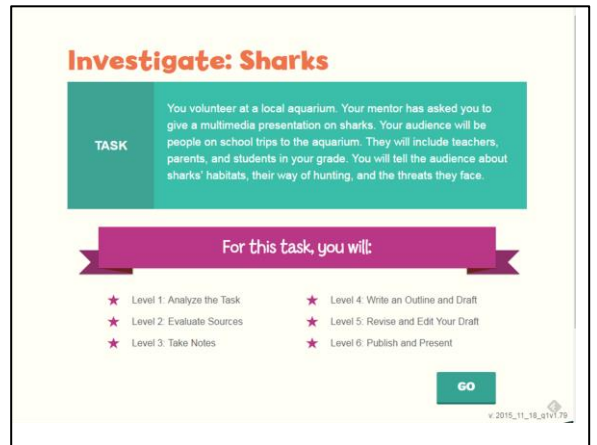 Investigate: Sharks
TASK
You volunteer at a local aquarium. Your mentor has asked you to
give a multimedia presentation on sharks. Your audience will be
people on school trips to the aquarium. They will include teachers,
parents, and students in your grade. You will tell the audience about
sharks' habitats, their way of hunting, and the threats they face.
For this task, you will:
★ Level 1: Analyze the Task
★ Level 2: Evaluate Sources
★ Level 3: Take Notes
★ Level 4: Write an Outline and Draft
★ Level 5: Revise and Edit Your Draft
★ Level 6: Publish and Present
GO
v: 2015_11_18_q1v1.79